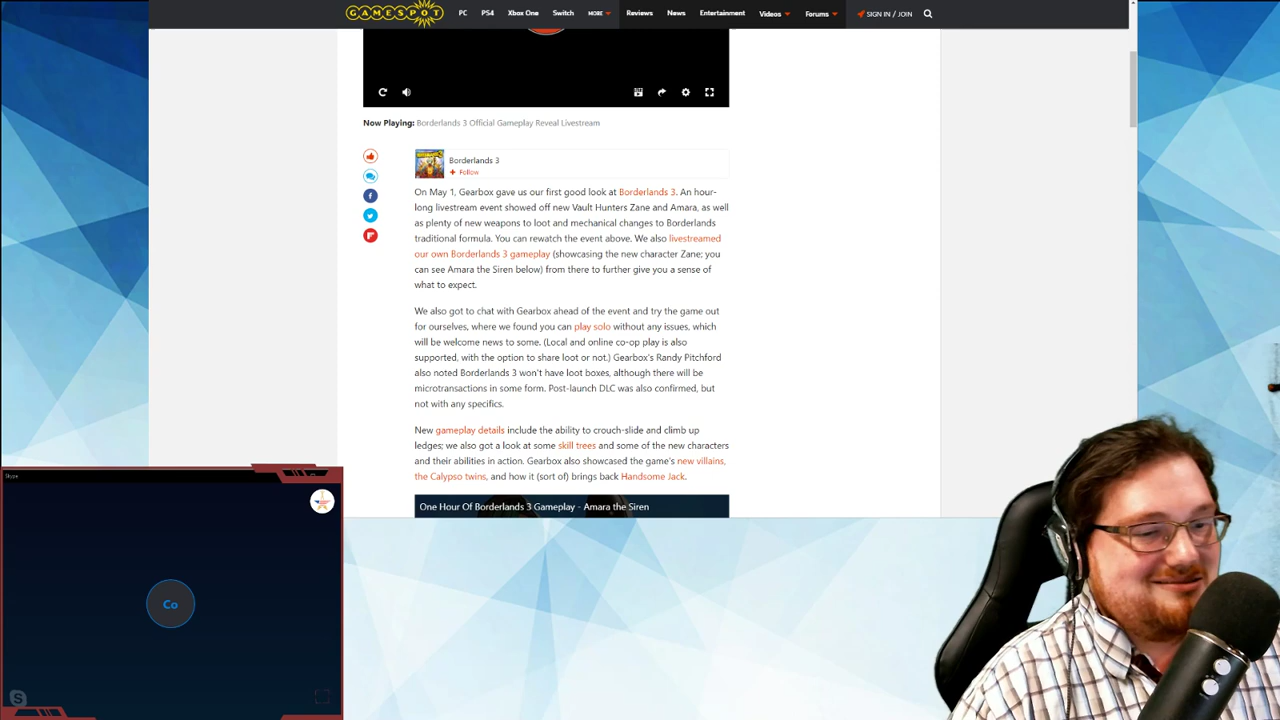 GAMESPOT PC PS4 Xbox One Switch MORE Reviews News Entertainment Videos Forums SIGN IN / JOIN
Now Playing: Borderlands 3 Official Gameplay Reveal Livestream
Borderlands 3
+ Follow
On May 1, Gearbox gave us our first good look at Borderlands 3. An hour-
long livestream event showed off new Vault Hunters Zane and Amara, as well
as plenty of new weapons to loot and mechanical changes to Borderlands
traditional formula. You can rewatch the event above. We also livestreamed
our own Borderlands 3 gameplay (showcasing the new character Zane; you
can see Amara the Siren below) from there to further give you a sense of
what to expect.
We also got to chat with Gearbox ahead of the event and try the game out
for ourselves, where we found you can play solo without any issues, which
will be welcome news to some. (Local and online co-op play is also
supported, with the option to share loot or not.) Gearbox's Randy Pitchford
also noted Borderlands 3 won't have loot boxes, although there will be
microtransactions in some form. Post-launch DLC was also confirmed, but
not with any specifics.
New gameplay details include the ability to crouch-slide and climb up
ledges; we also got a look at some skill trees and some of the new characters
and their abilities in action. Gearbox also showcased the game's new villains,
the Calypso twins, and how it (sort of) brings back Handsome Jack.
One Hour Of Borderlands 3 Gameplay - Amara the Siren
Skype
Co